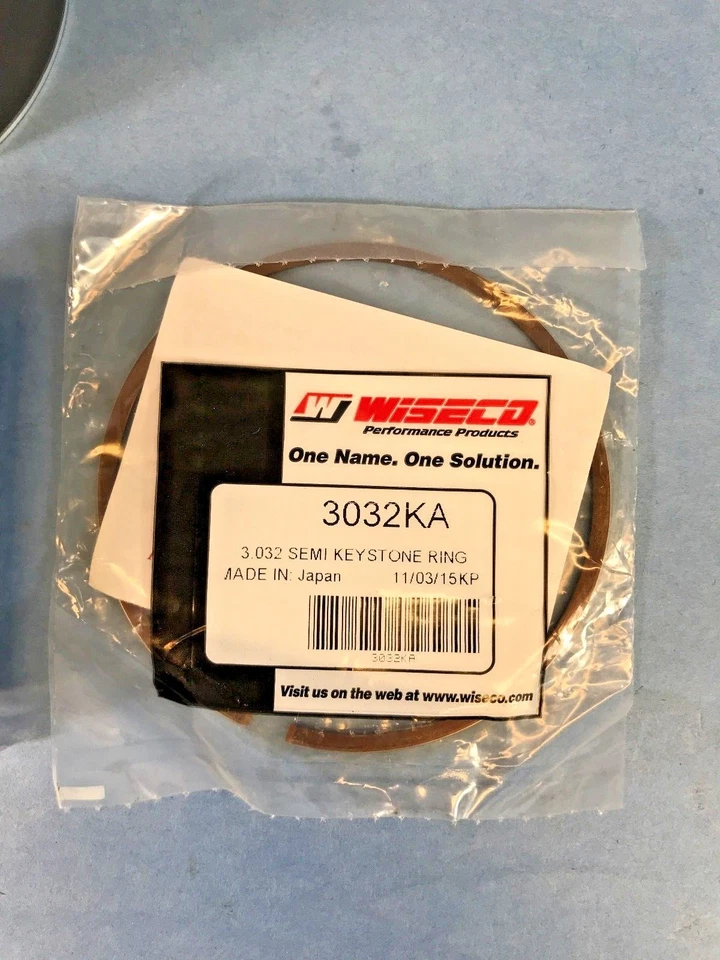 W WISECO®
Performance Products
One Name. One Solution.
3032KA
3.032 SEMI KEYSTONE RING
MADE IN: Japan 11/03/15KP
3032KA
Visit us on the web at www.wiseco.com